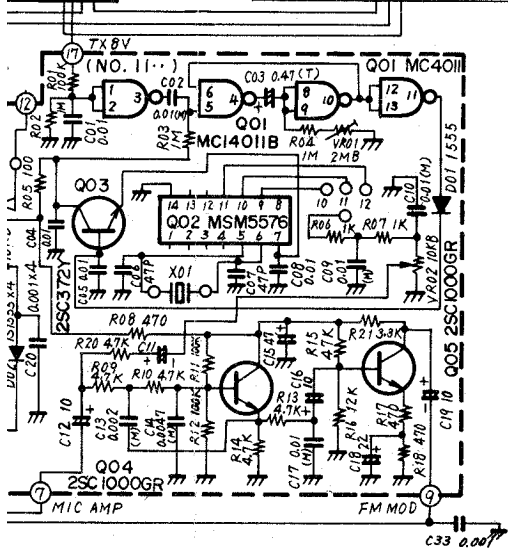 17
TX8V
(NO. 11··)
Q01 MC4011
R01
100K
1
2
3
C02
0.01(M)
6
5
4
C03 0.47(T)
8
9
10
12
13
11
12
R02
1M
C01
0.01
R03
1M
Q01
MC14011B
R04
1M
VR01
2MB
D01 1555
R05 100
Q03
14 13 12 11 10 9 8
Q02 MSM5576
1 2 3 4 5 6 7
10
11
12
C10
0.01(M)
R06
1K
R07 1K
VR02 10KB
C04
.01
2SC372Y
C05 0.01
C06
47P
X01
C07
47P
C08
0.01
C09
0.01
(M)
2SC1000GR
Q05
D02 1S1555X4
0.001X4
C20
R08 470
R20 4.7K
C11
R09
4.7K
R10 4.7K
R11 100K
R12 100K
C12 10
C13
0.002
(M)
C14
0.0047
(M)
R14
4.7K
C15 47
R15
4.7K
C16
10
R13
4.7K
R21 3.3K
R16 12K
R17
470
C17 0.01
(M)
C18 22
R18 470
C19 10
Q04
2SC1000GR
7
MIC AMP
9
FM MOD
C33 0.001